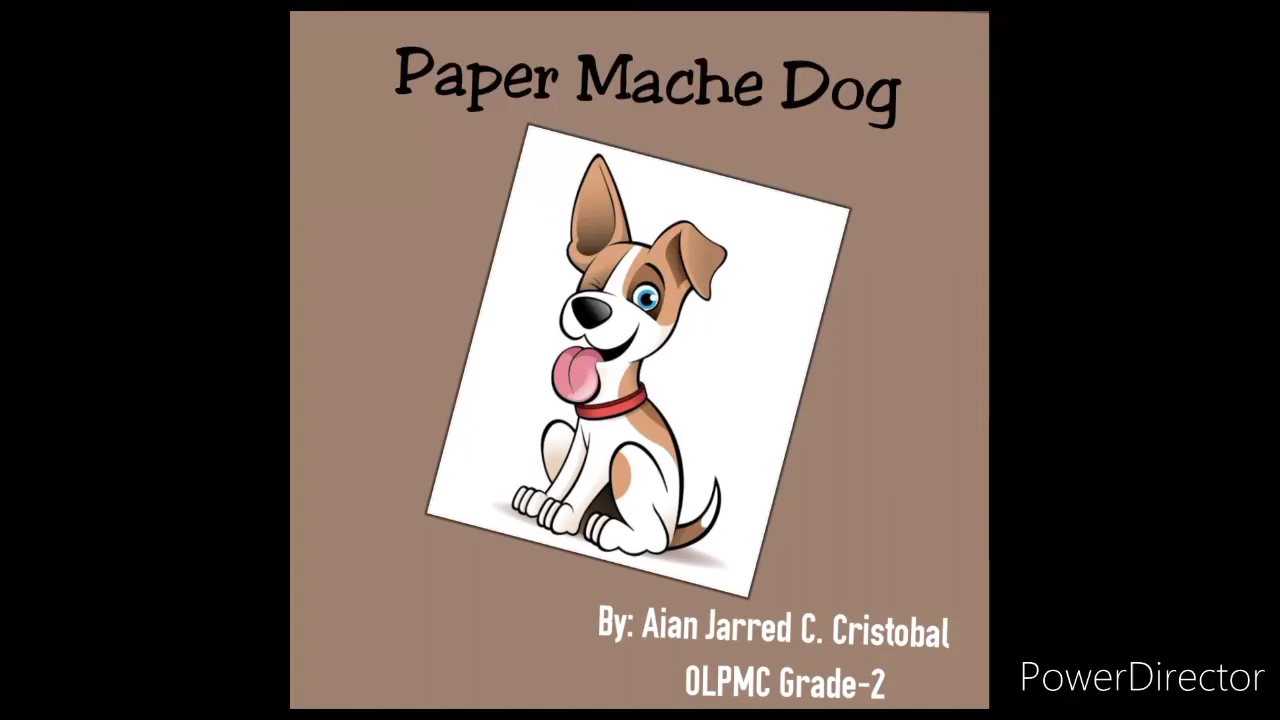 Paper Mache Dog
By: Aian Jarred C. Cristobal
OLPMC Grade-2
PowerDirector